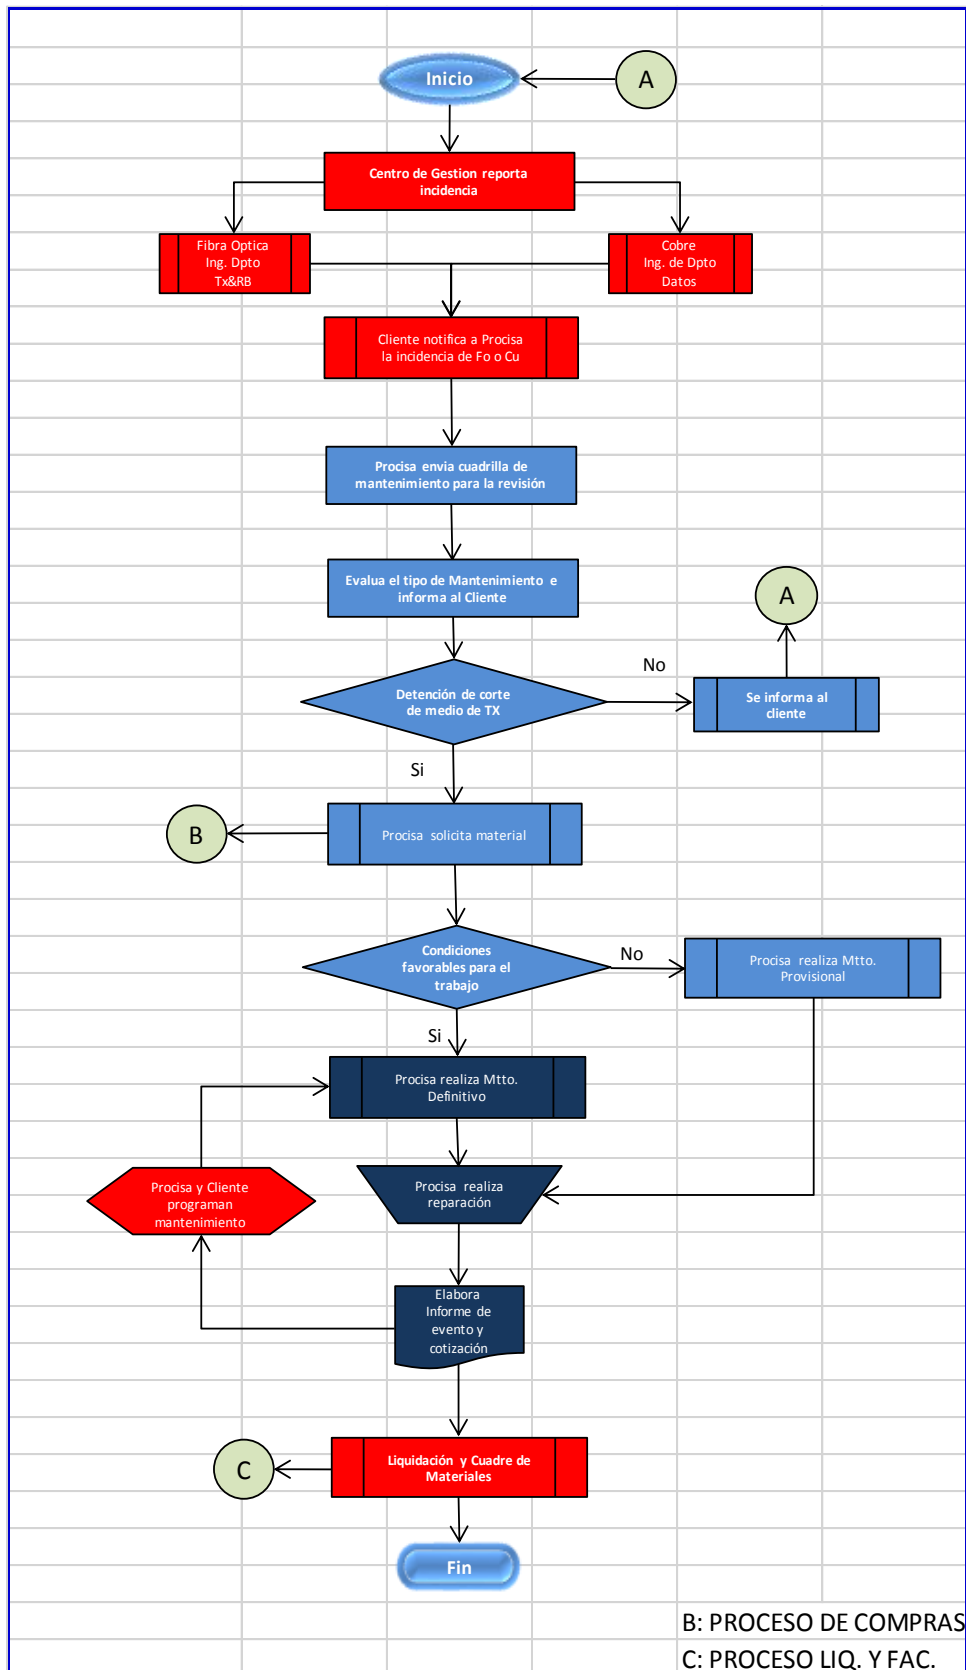 Inicio
A
Centro de Gestion reporta
incidencia
Fibra Optica
Ing. Dpto
Tx&RB
Cobre
Ing. de Dpto
Datos
Cliente notifica a Procisa
la incidencia de Fo o Cu
Procisa envia cuadrilla de
mantenimiento para la revisión
Evalua el tipo de Mantenimiento e
informa al Cliente
A
Detención de corte
de medio de TX
No
Se informa al
cliente
Si
B
Procisa solicita material
Condiciones
favorables para el
trabajo
No
Procisa realiza Mtto.
Provisional
Si
Procisa realiza Mtto.
Definitivo
Procisa y Cliente
programan
mantenimiento
Procisa realiza
reparación
Elabora
Informe de
evento y
cotización
C
Liquidación y Cuadre de
Materiales
Fin
B: PROCESO DE COMPRAS
C: PROCESO LIQ. Y FAC.